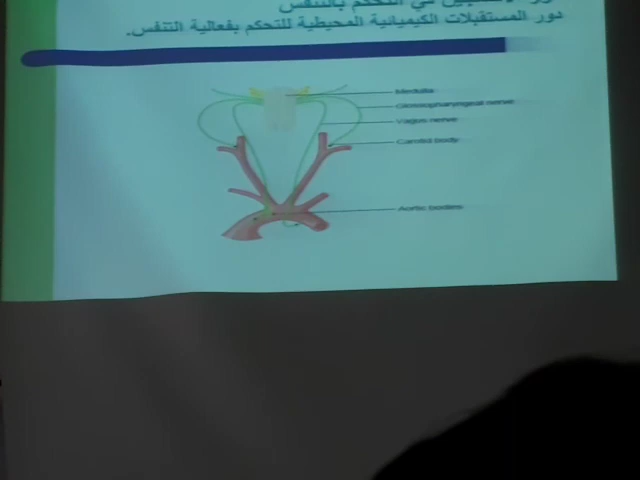 في التحكم بالتنفس
دور المستقبلات الكيميائية المحيطية للتحكم بفعالية التنفس.
Medulla
Glossopharyngeal nerve
Vagus nerve
Carotid body
Aortic bodies